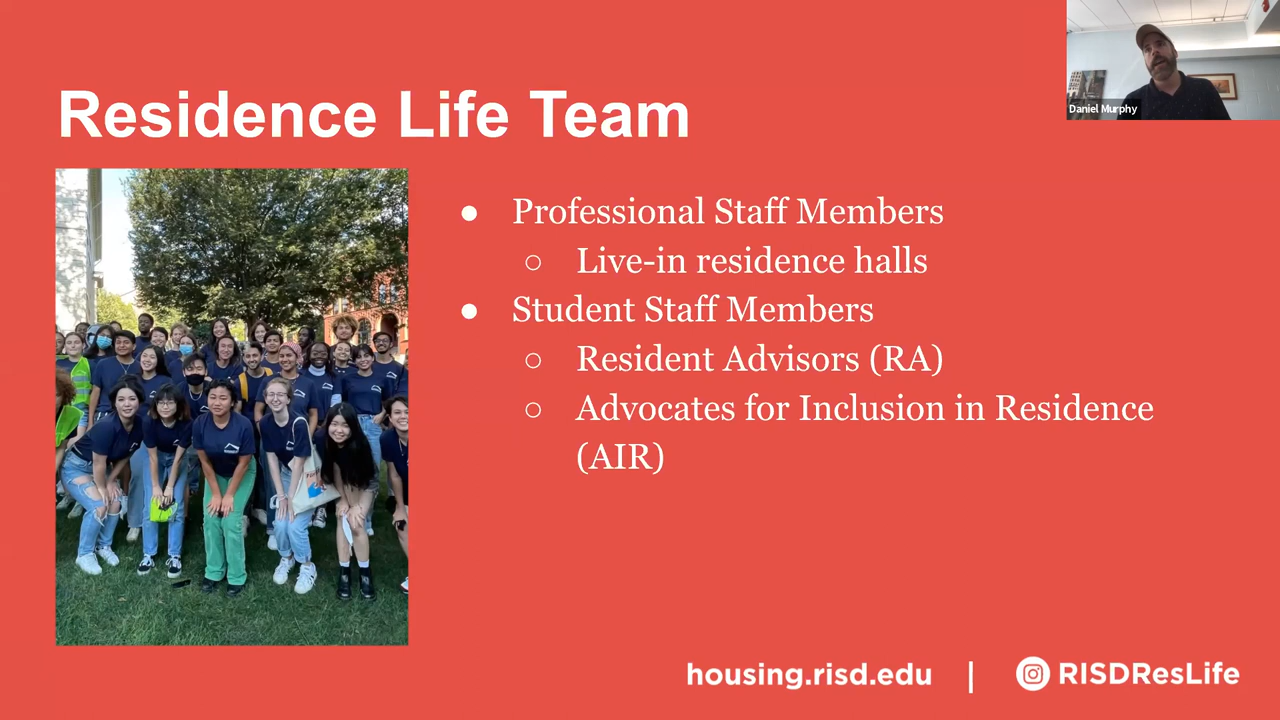 Residence Life Team
Daniel Murphy
● Professional Staff Members
○ Live-in residence halls
● Student Staff Members
○ Resident Advisors (RA)
○ Advocates for Inclusion in Residence
(AIR)
housing.risd.edu | RISDResLife